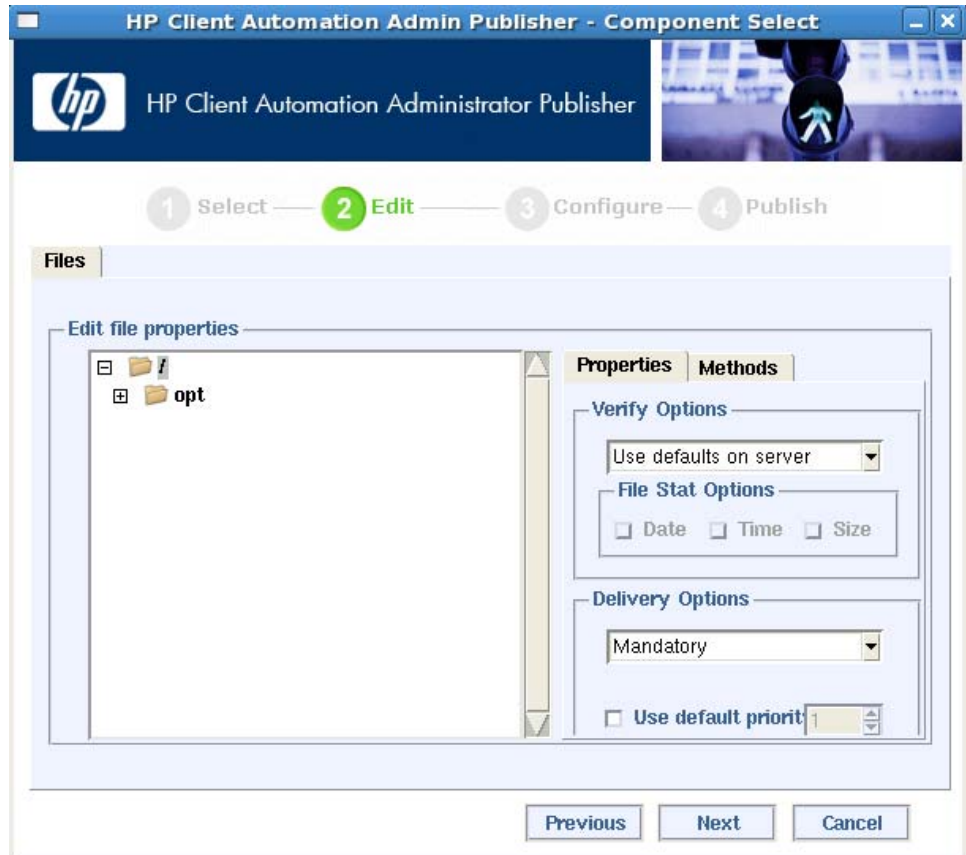 HP Client Automation Admin Publisher - Component Select
hp
HP Client Automation Administrator Publisher
1 Select 2 Edit 3 Configure 4 Publish
Files
Edit file properties
/
opt
Properties Methods
Verify Options
Use defaults on server
File Stat Options
Date Time Size
Delivery Options
Mandatory
Use default priorit 1
Previous Next Cancel